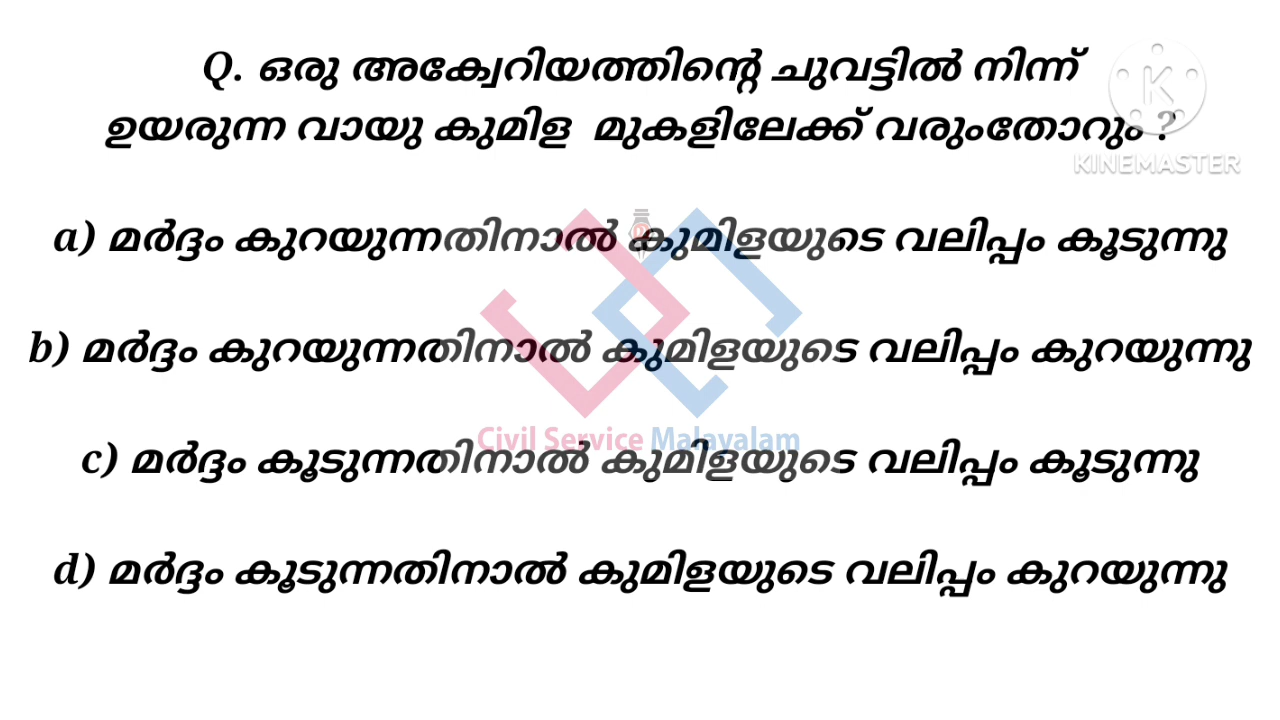 Q. ഒരു അക്വേറിയത്തിന്റെ ചുവട്ടിൽ നിന്ന്
ഉയരുന്ന വായു കുമിള മുകളിലേക്ക് വരുംതോറും ?
KINEMASTER
a) മർദ്ദം കുറയുന്നതിനാൽ കുമിളയുടെ വലിപ്പം കൂടുന്നു
b) മർദ്ദം കുറയുന്നതിനാൽ കുമിളയുടെ വലിപ്പം കുറയുന്നു
Civil Service Malayalam
c) മർദ്ദം കൂടുന്നതിനാൽ കുമിളയുടെ വലിപ്പം കൂടുന്നു
d) മർദ്ദം കൂടുന്നതിനാൽ കുമിളയുടെ വലിപ്പം കുറയുന്നു